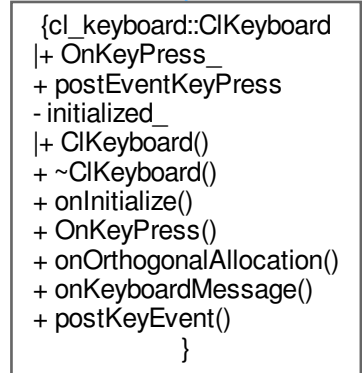 {cl_keyboard::ClKeyboard
|+ OnKeyPress_
+ postEventKeyPress
- initialized_
|+ ClKeyboard()
+ ~ClKeyboard()
+ onInitialize()
+ OnKeyPress()
+ onOrthogonalAllocation()
+ onKeyboardMessage()
+ postKeyEvent()
}